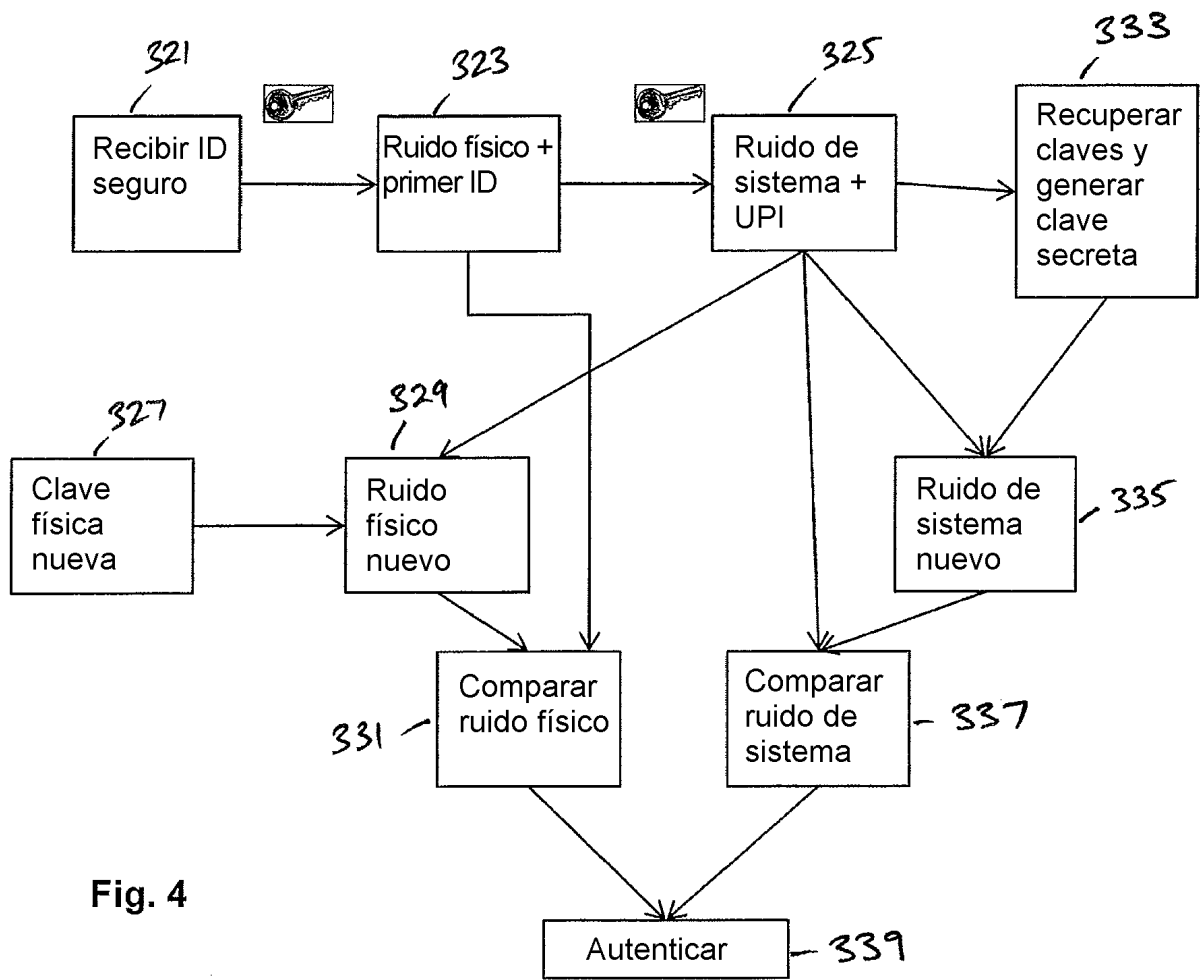 321
323
325
333
Recibir ID
seguro
Ruido físico +
primer ID
Ruido de
sistema +
UPI
Recuperar
claves y
generar
clave
secreta
327
329
Clave
física
nueva
Ruido
físico
nuevo
Ruido de
sistema
nuevo
335
Comparar
ruido físico
331
Comparar
ruido de
sistema
337
Fig. 4
Autenticar
339